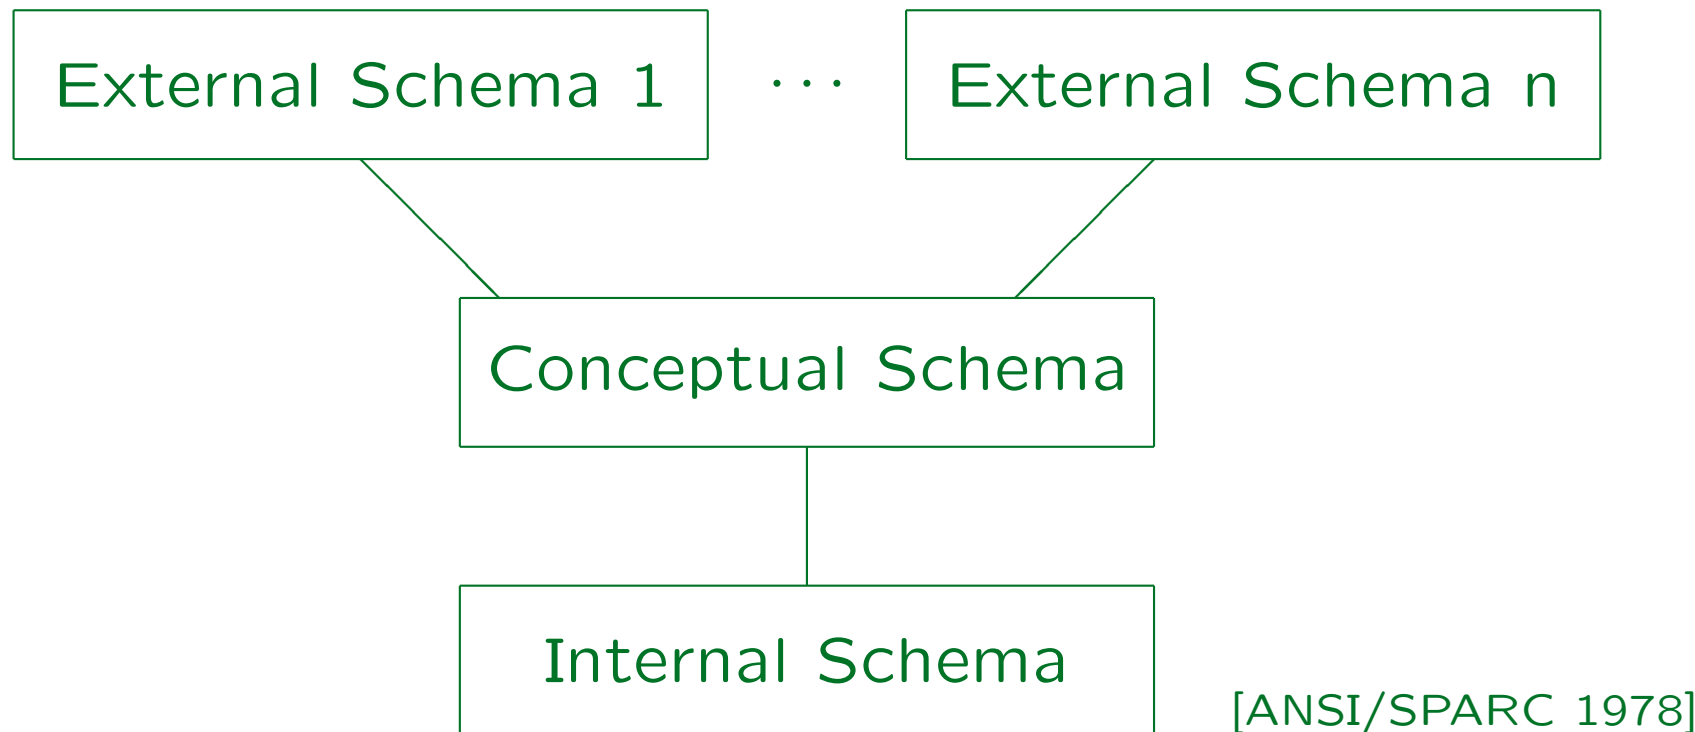 External Schema 1 · · · External Schema n
Conceptual Schema
Internal Schema
[ANSI/SPARC 1978]